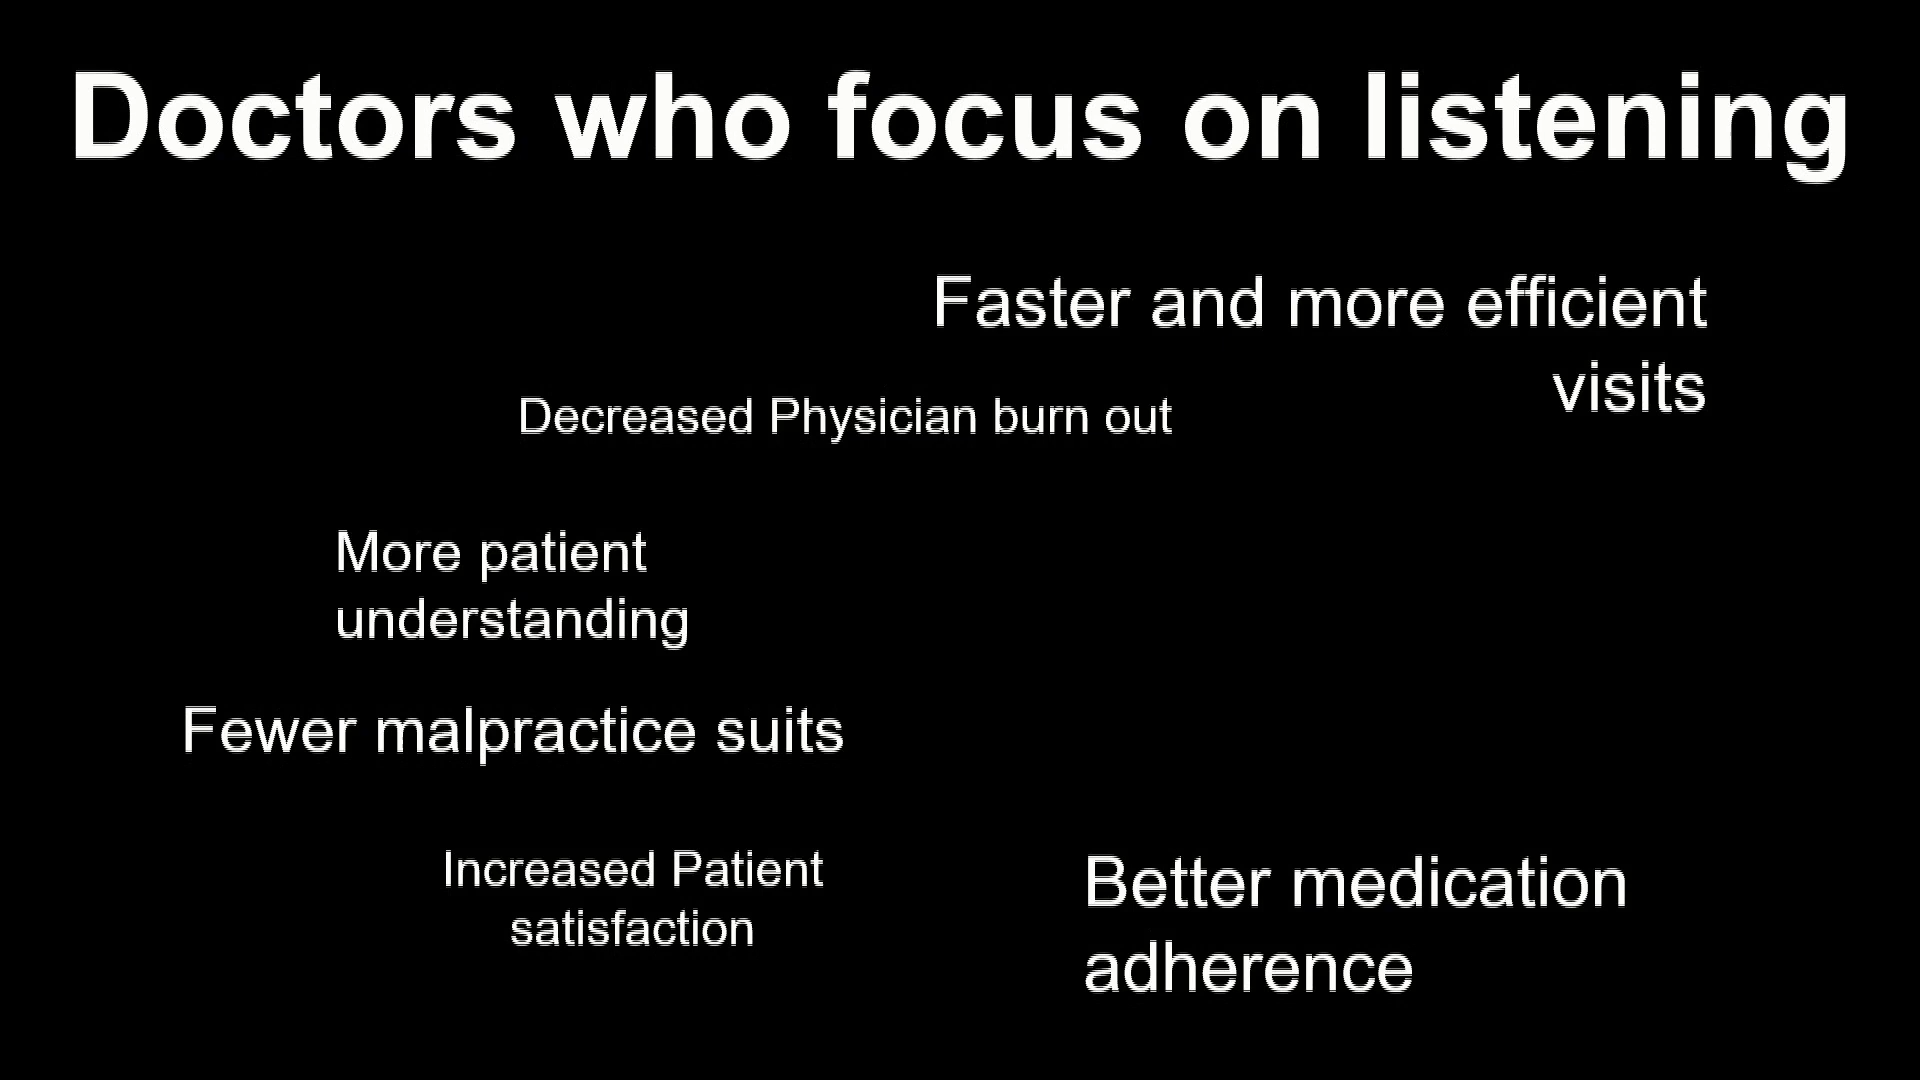 Doctors who focus on listening
Faster and more efficient
visits
Decreased Physician burn out
More patient
understanding
Fewer malpractice suits
Increased Patient
satisfaction
Better medication
adherence